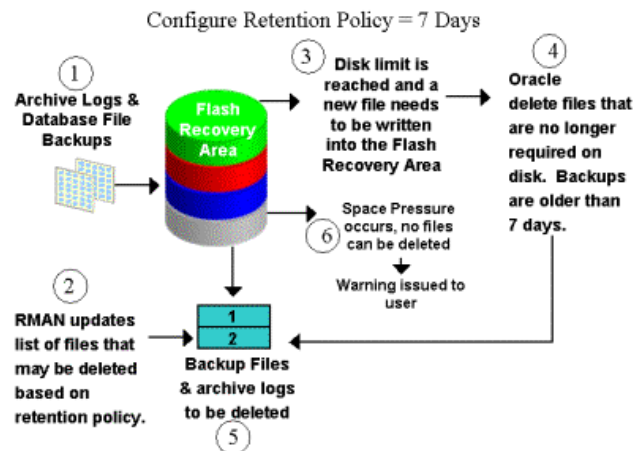 Configure Retention Policy = 7 Days
1
Archive Logs &
Database File
Backups
Flash
Recovery
Area
3
Disk limit is
reached and a
new file needs
to be written
into the Flash
Recovery Area
4
Oracle
delete files that
are no longer
required on
disk. Backups
are older than
7 days.
6
Space Pressure
occurs, no files
can be deleted
Warning issued to
user
2
RMAN updates
list of files that
may be deleted
based on
retention policy.
1
2
Backup Files
& archive logs
to be deleted
5